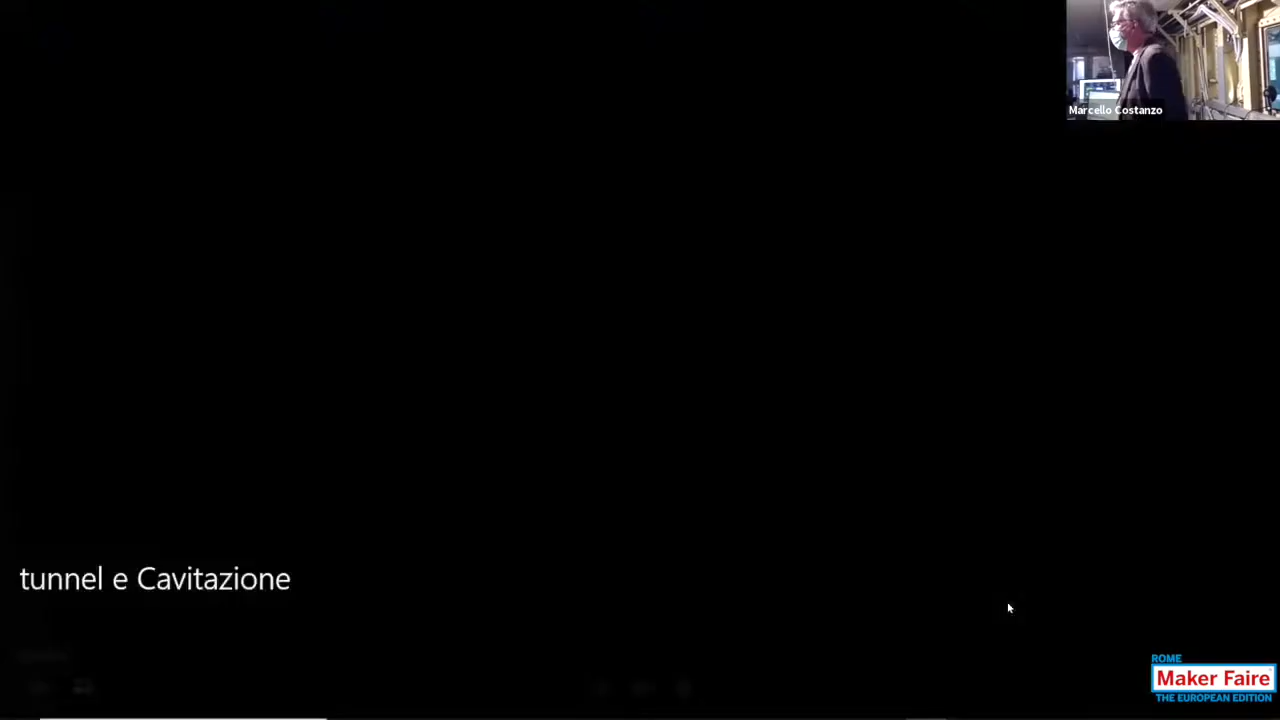 Marcello Costanzo
tunnel e Cavitazione
ROME
Maker Faire
THE EUROPEAN EDITION